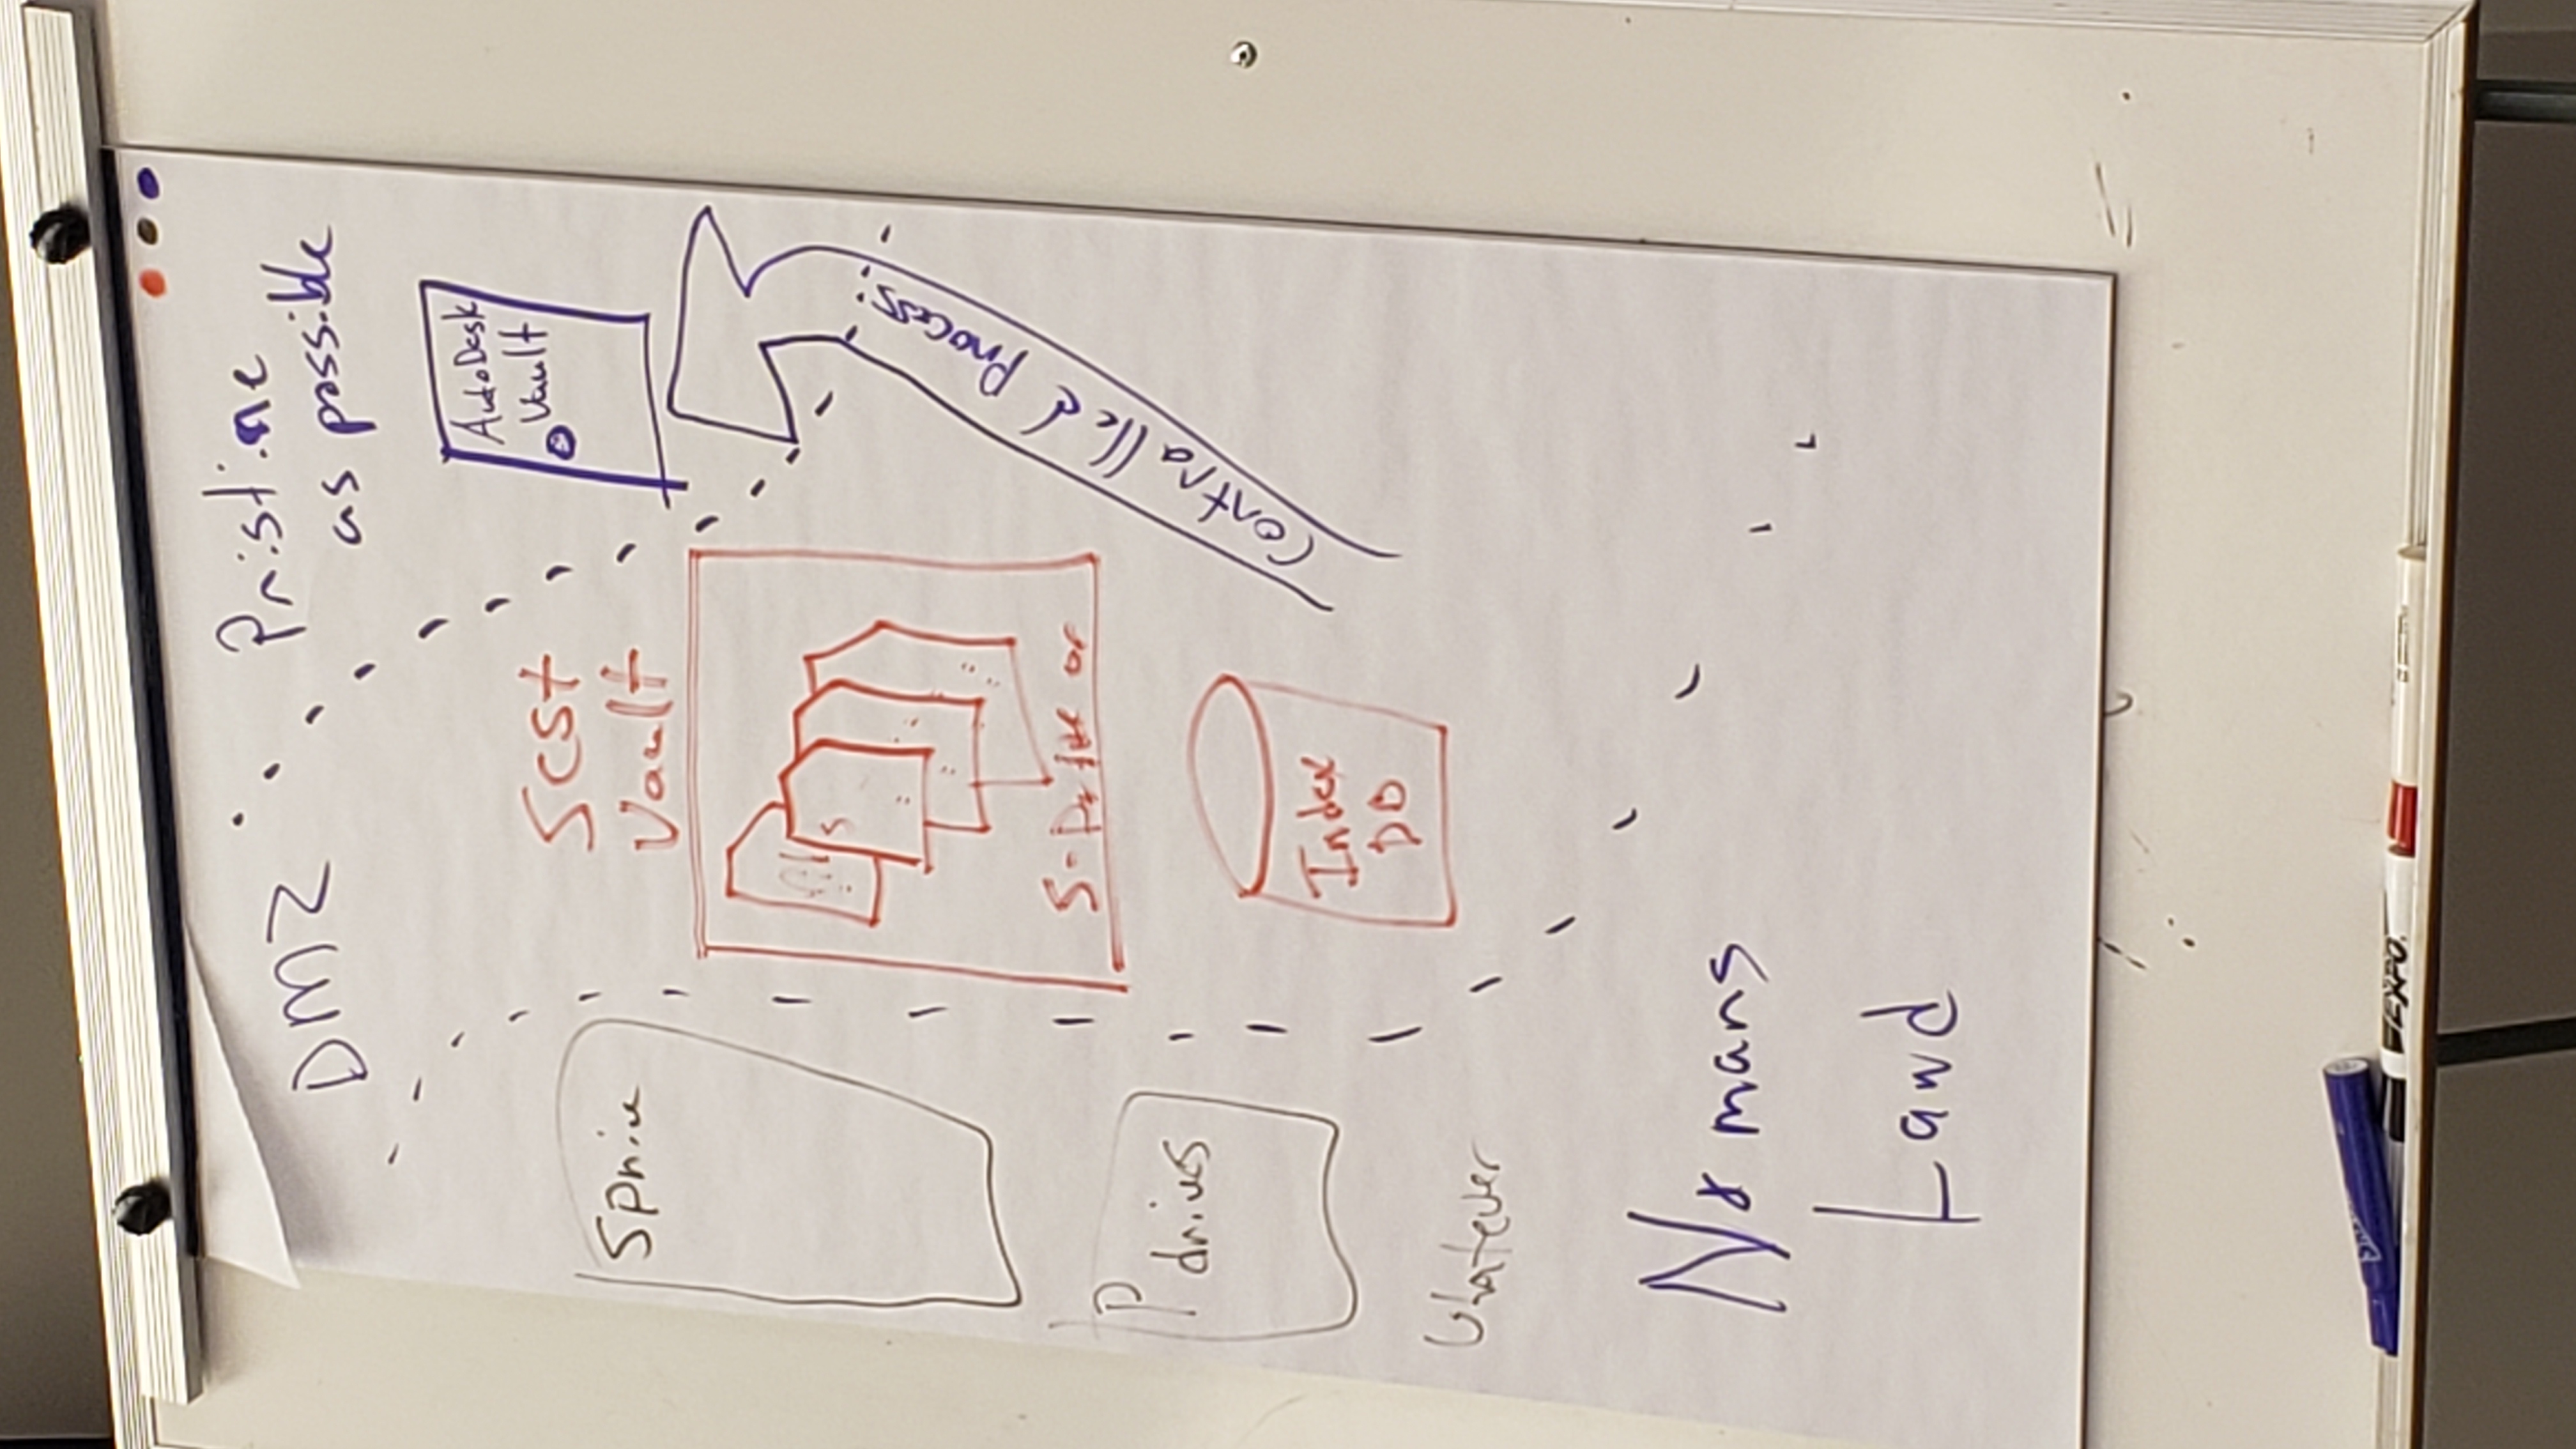 DMZ
Pristine
as possible
AutoDesk
Vault
Scst
Vault
S
S-Drive or
Index
DB
Controlled Process
S Drive
P
drives
Whatever
No mans
Land
EXPO.